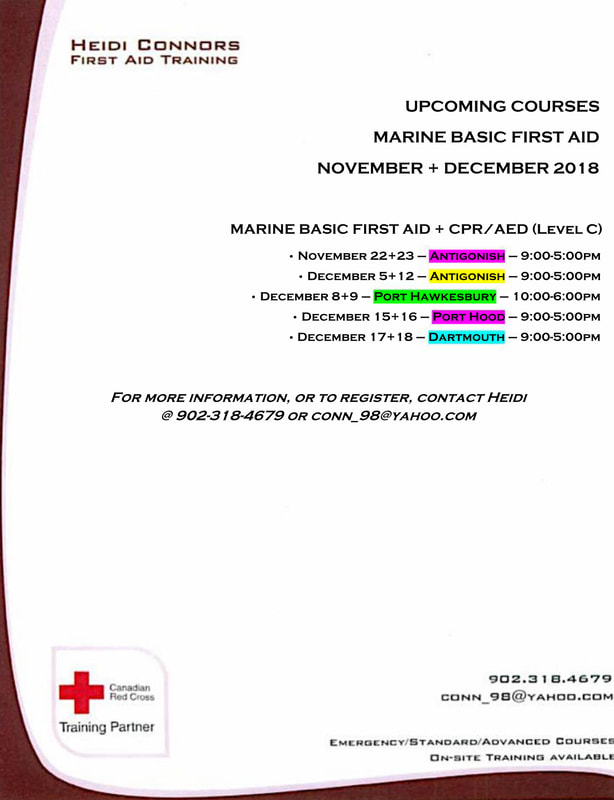 Heidi Connors
First Aid Training
UPCOMING COURSES
MARINE BASIC FIRST AID
NOVEMBER + DECEMBER 2018
MARINE BASIC FIRST AID + CPR/AED (Level C)
• November 22+23 – Antigonish – 9:00-5:00pm
• December 5+12 – Antigonish – 9:00-5:00pm
• December 8+9 – Port Hawkesbury – 10:00-6:00pm
• December 15+16 – Port Hood – 9:00-5:00pm
• December 17+18 – Dartmouth – 9:00-5:00pm
For more information, or to register, contact Heidi
@ 902-318-4679 or conn_98@yahoo.com
Canadian
Red Cross
Training Partner
902.318.4679
conn_98@yahoo.com
Emergency/Standard/Advanced Courses
On-site Training available